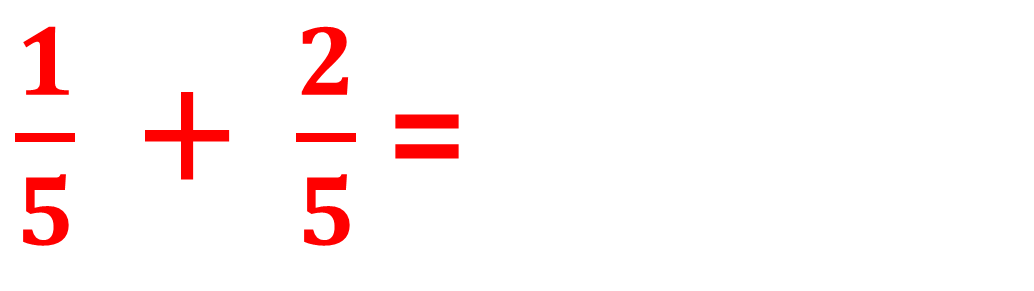 1/5 + 2/5 =